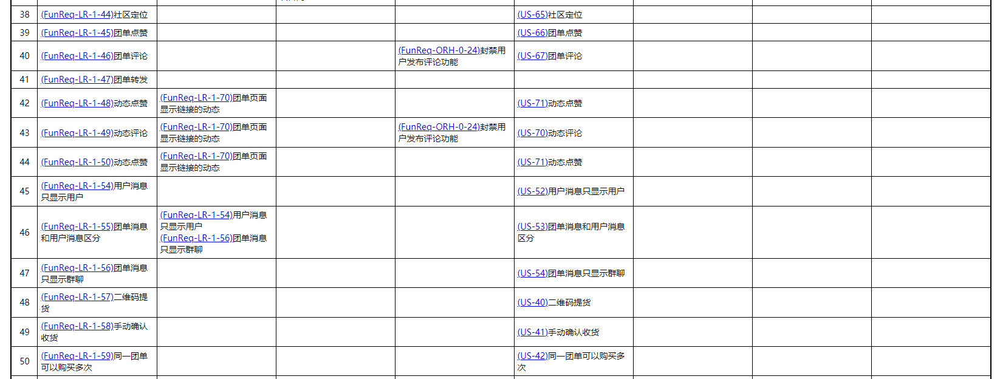 38
(FunReq-LR-1-44)社区定位
(US-65)社区定位
39
(FunReq-LR-1-45)团单点赞
(US-66)团单点赞
40
(FunReq-LR-1-46)团单评论
(FunReq-ORH-0-24)封禁用
户发布评论功能
(US-67)团单评论
41
(FunReq-LR-1-47)团单转发
42
(FunReq-LR-1-48)动态点赞
(FunReq-LR-1-70)团单页面
显示链接的动态
(US-71)动态点赞
43
(FunReq-LR-1-49)动态评论
(FunReq-LR-1-70)团单页面
显示链接的动态
(FunReq-ORH-0-24)封禁用
户发布评论功能
(US-70)动态评论
44
(FunReq-LR-1-50)动态点赞
(FunReq-LR-1-70)团单页面
显示链接的动态
(US-71)动态点赞
45
(FunReq-LR-1-54)用户消息
只显示用户
(US-52)用户消息只显示用户
46
(FunReq-LR-1-55)团单消息
和用户消息区分
(FunReq-LR-1-54)用户消息
只显示用户
(FunReq-LR-1-56)团单消息
只显示群聊
(US-53)团单消息和用户消息
区分
47
(FunReq-LR-1-56)团单消息
只显示群聊
(US-54)团单消息只显示群聊
48
(FunReq-LR-1-57)二维码提
货
(US-40)二维码提货
49
(FunReq-LR-1-58)手动确认
收货
(US-41)手动确认收货
50
(FunReq-LR-1-59)同一团单
可以购买多次
(US-42)同一团单可以购买多
次